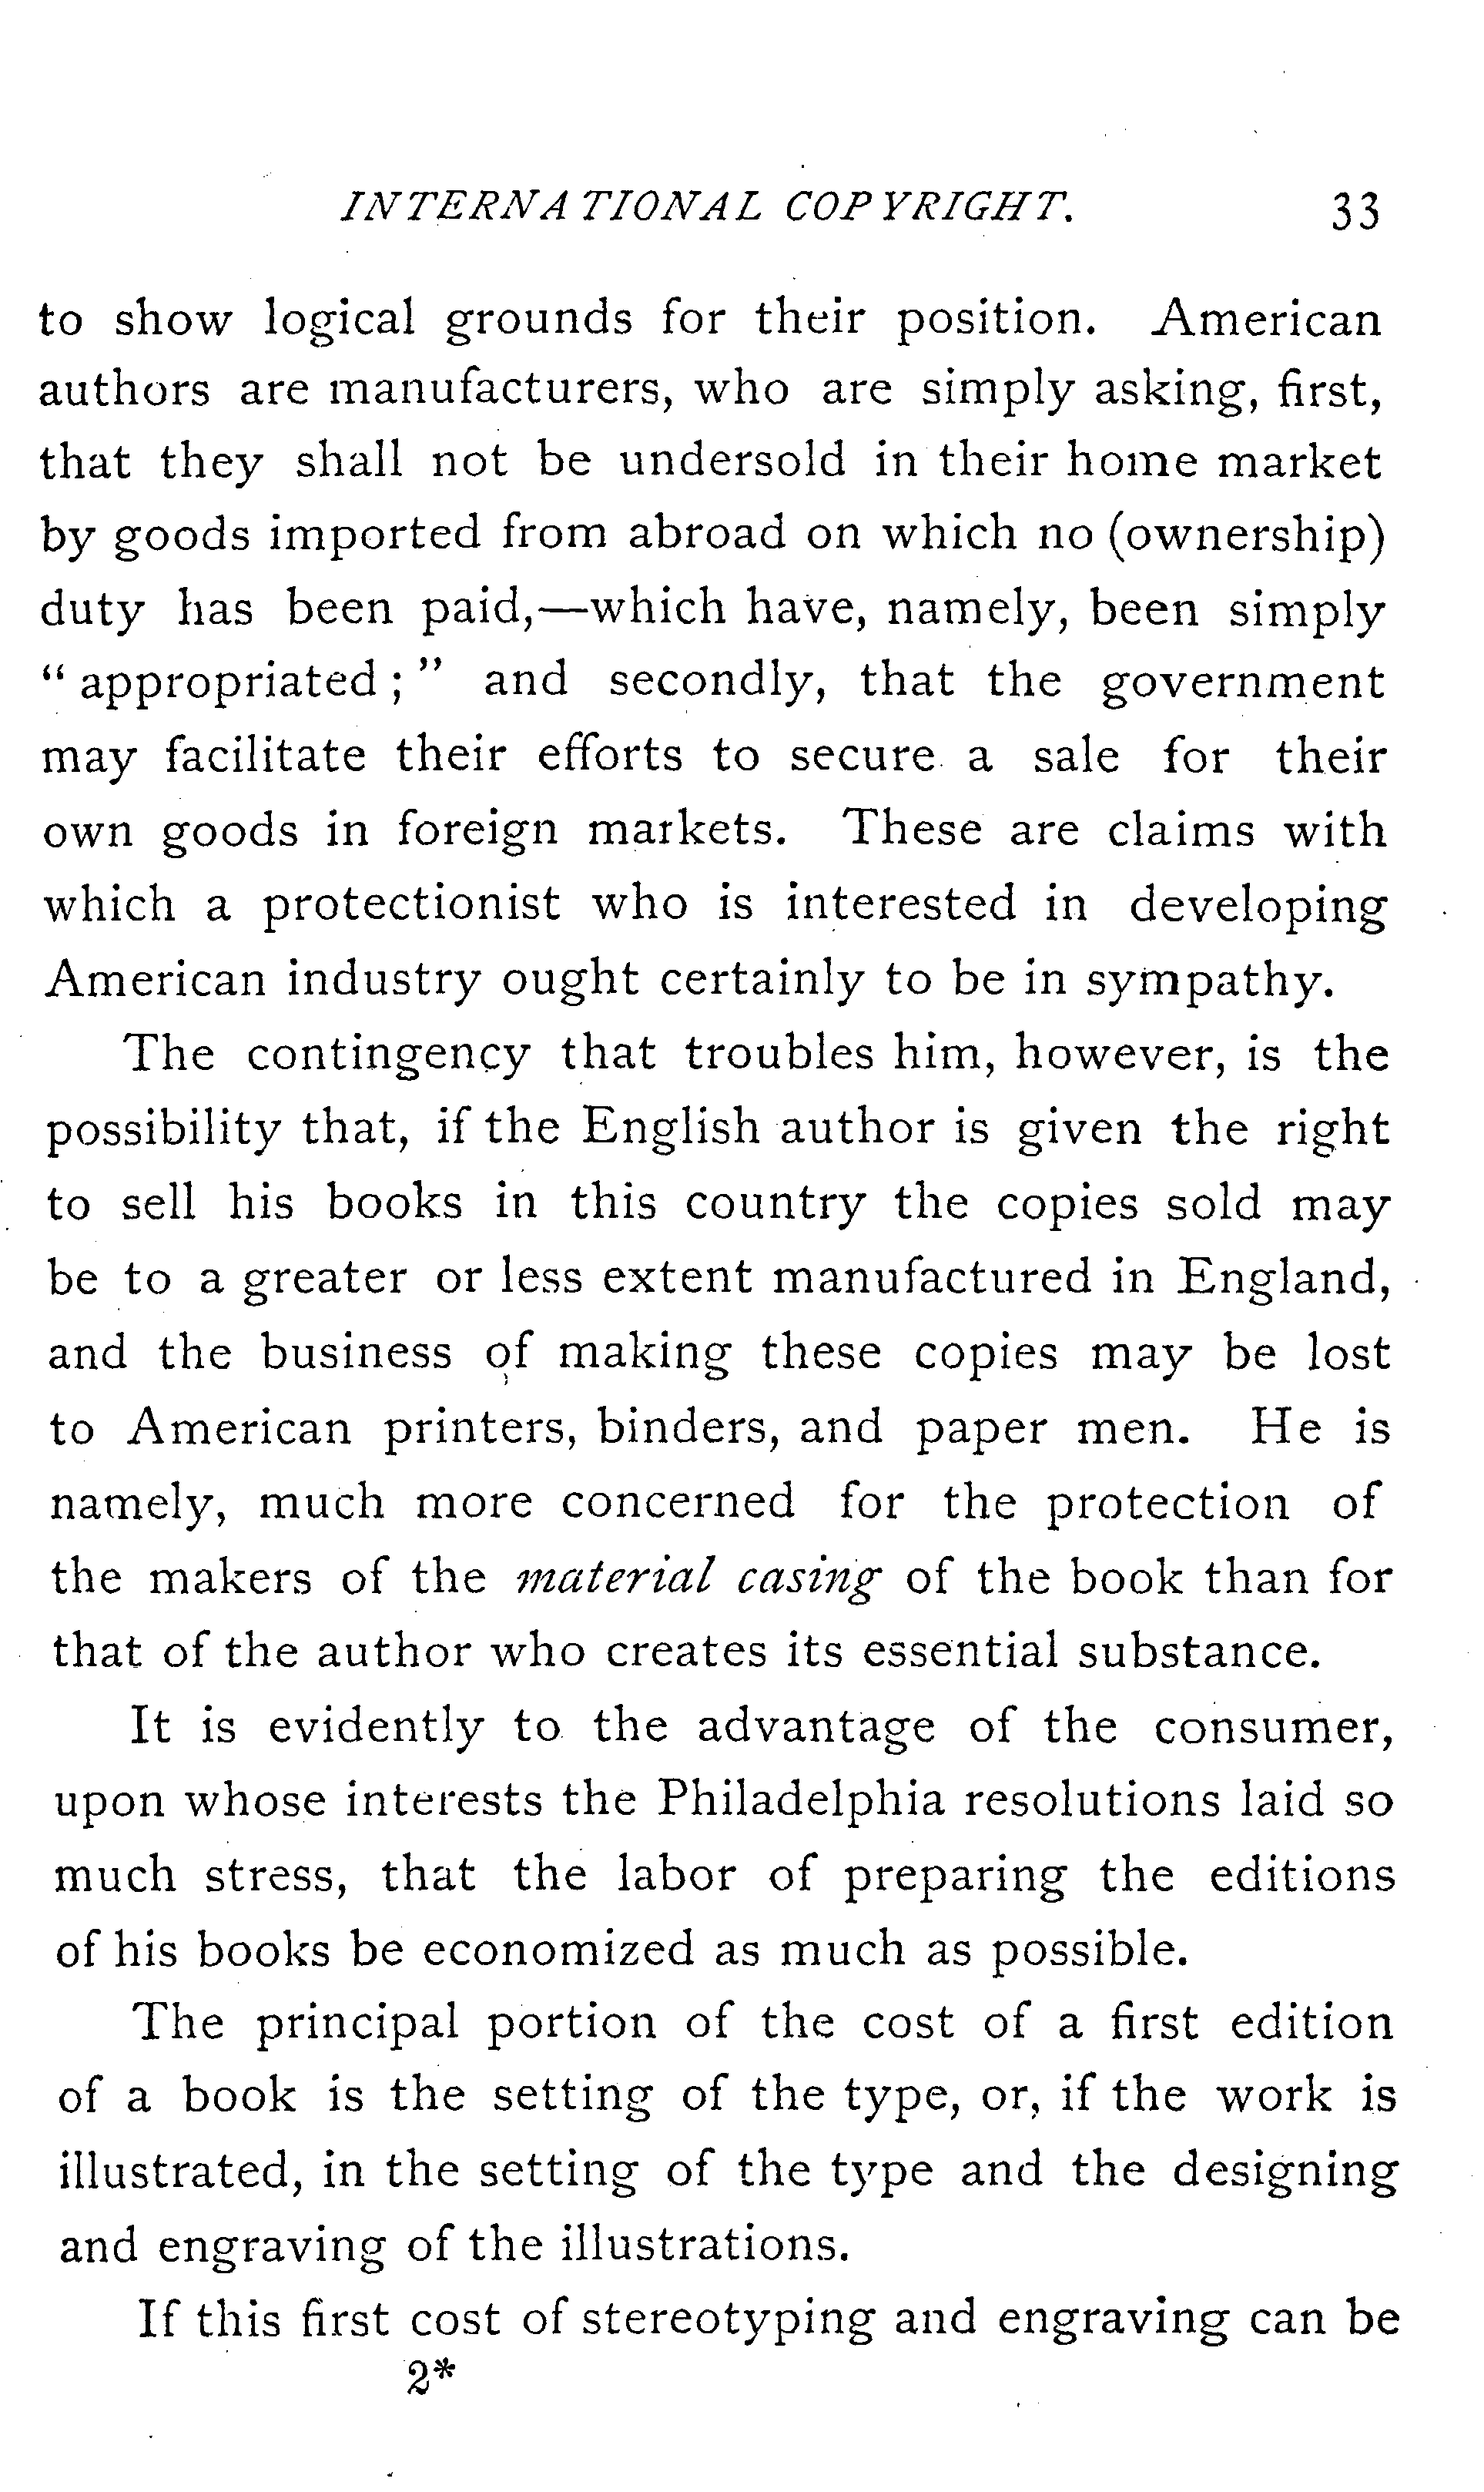 INTERNATIONAL COPYRIGHT. 33
to show logical grounds for their position. American
authors are manufacturers, who are simply asking, first,
that they shall not be undersold in their home market
by goods imported from abroad on which no (ownership)
duty has been paid,—which have, namely, been simply
“ appropriated ; ” and secondly, that the government
may facilitate their efforts to secure a sale for their
own goods in foreign markets. These are claims with
which a protectionist who is interested in developing
American industry ought certainly to be in sympathy.
The contingency that troubles him, however, is the
possibility that, if the English author is given the right
to sell his books in this country the copies sold may
be to a greater or less extent manufactured in England,
and the business of making these copies may be lost
to American printers, binders, and paper men. He is
namely, much more concerned for the protection of
the makers of the material casing of the book than for
that of the author who creates its essential substance.
It is evidently to the advantage of the consumer,
upon whose interests the Philadelphia resolutions laid so
much stress, that the labor of preparing the editions
of his books be economized as much as possible.
The principal portion of the cost of a first edition
of a book is the setting of the type, or, if the work is
illustrated, in the setting of the type and the designing
and engraving of the illustrations.
If this first cost of stereotyping and engraving can be
2*